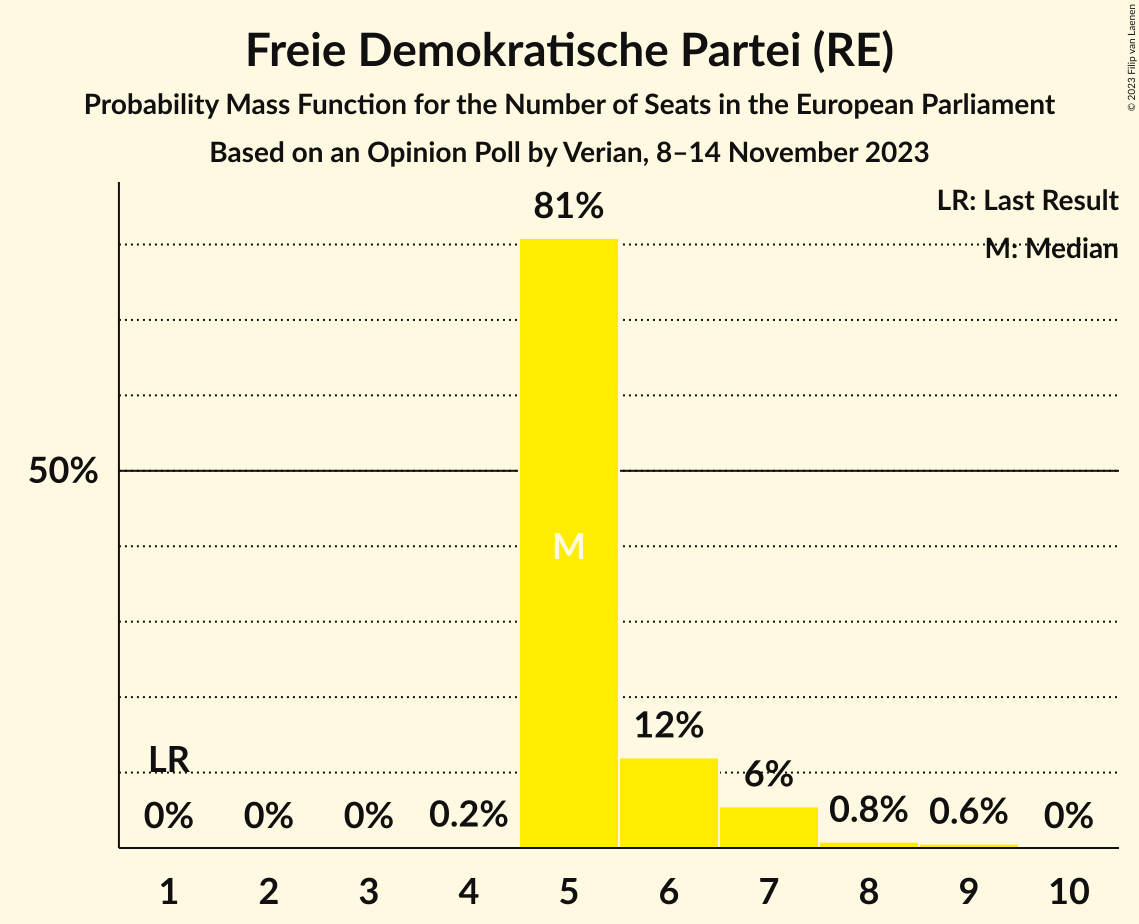 Freie Demokratische Partei (RE)
Probability Mass Function for the Number of Seats in the European Parliament
Based on an Opinion Poll by Verian, 8–14 November 2023
© 2023 Filip van Laenen
LR: Last Result
M: Median
81%
50%
M
12%
LR
6%
0% 0% 0% 0.2% 0.8% 0.6% 0%
1 2 3 4 5 6 7 8 9 10